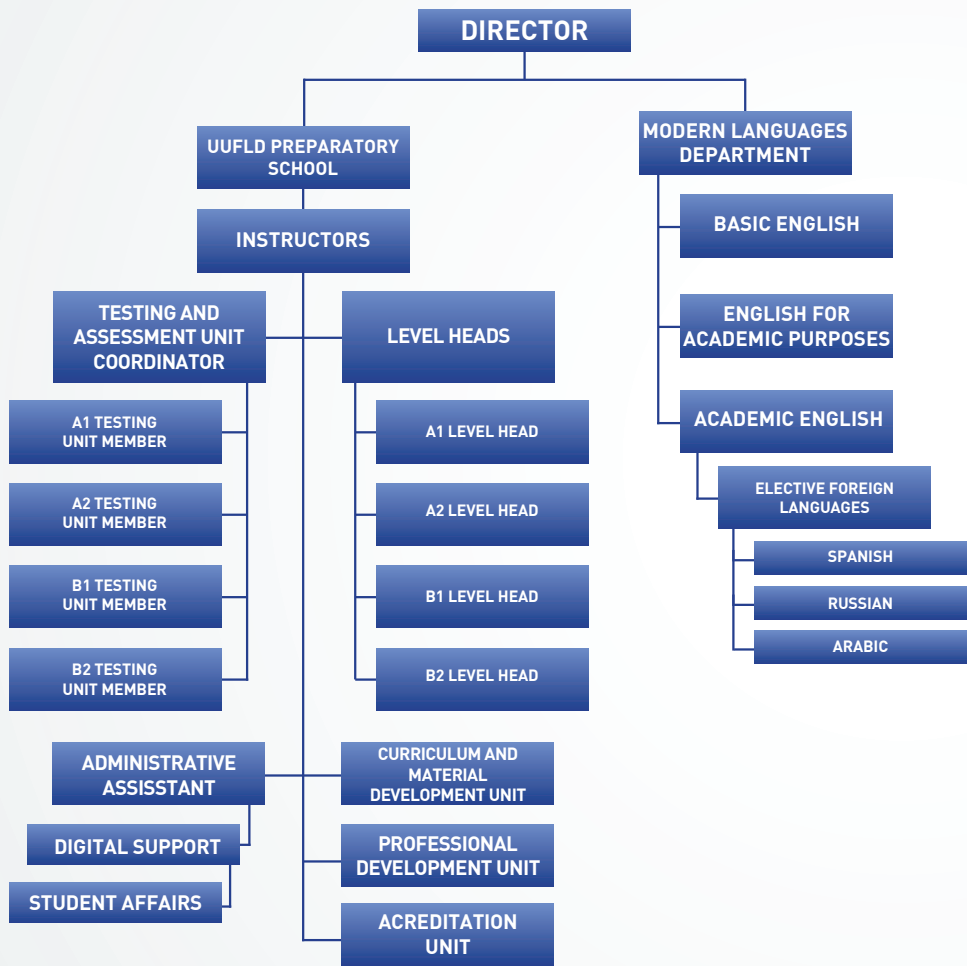 DIRECTOR
UUFLD PREPARATORY
SCHOOL
INSTRUCTORS
TESTING AND
ASSESSMENT UNIT
COORDINATOR
A1 TESTING
UNIT MEMBER
A2 TESTING
UNIT MEMBER
B1 TESTING
UNIT MEMBER
B2 TESTING
UNIT MEMBER
LEVEL HEADS
A1 LEVEL HEAD
A2 LEVEL HEAD
B1 LEVEL HEAD
B2 LEVEL HEAD
ADMINISTRATIVE
ASSISSTANT
DIGITAL SUPPORT
STUDENT AFFAIRS
CURRICULUM AND
MATERIAL
DEVELOPMENT UNIT
PROFESSIONAL
DEVELOPMENT UNIT
ACREDITATION
UNIT
MODERN LANGUAGES
DEPARTMENT
BASIC ENGLISH
ENGLISH FOR
ACADEMIC PURPOSES
ACADEMIC ENGLISH
ELECTIVE FOREIGN
LANGUAGES
SPANISH
RUSSIAN
ARABIC